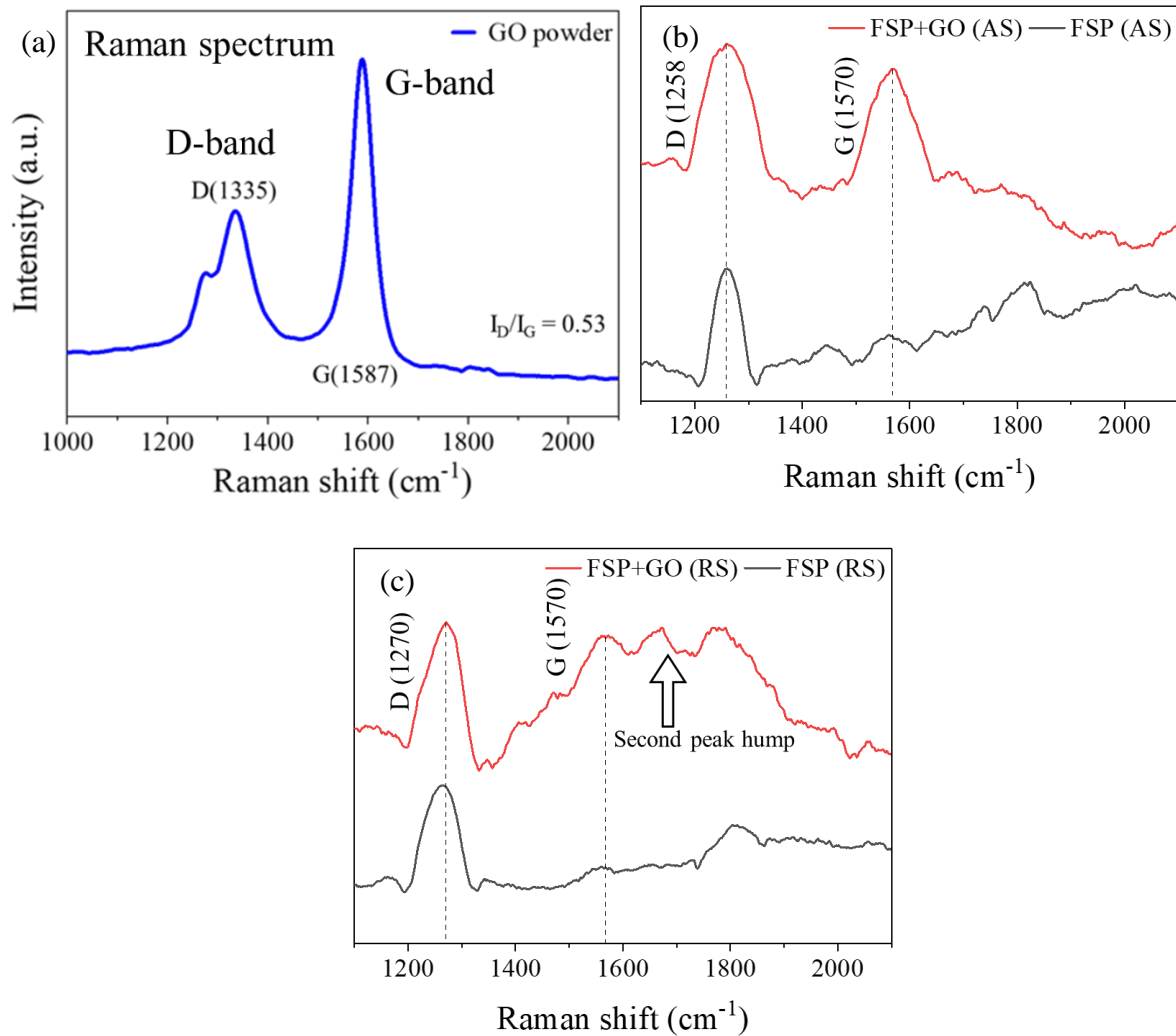 (a)
Raman spectrum
GO powder
G-band
D-band
D(1335)
I_D/I_G = 0.53
G(1587)
Intensity (a.u.)
1000 1200 1400 1600 1800 2000
Raman shift (cm⁻¹)
(b)
FSP+GO (AS) FSP (AS)
D (1258
G (1570)
1200 1400 1600 1800 2000
Raman shift (cm⁻¹)
(c)
FSP+GO (RS) FSP (RS)
D (1270)
G (1570)
Second peak hump
1200 1400 1600 1800 2000
Raman shift (cm⁻¹)